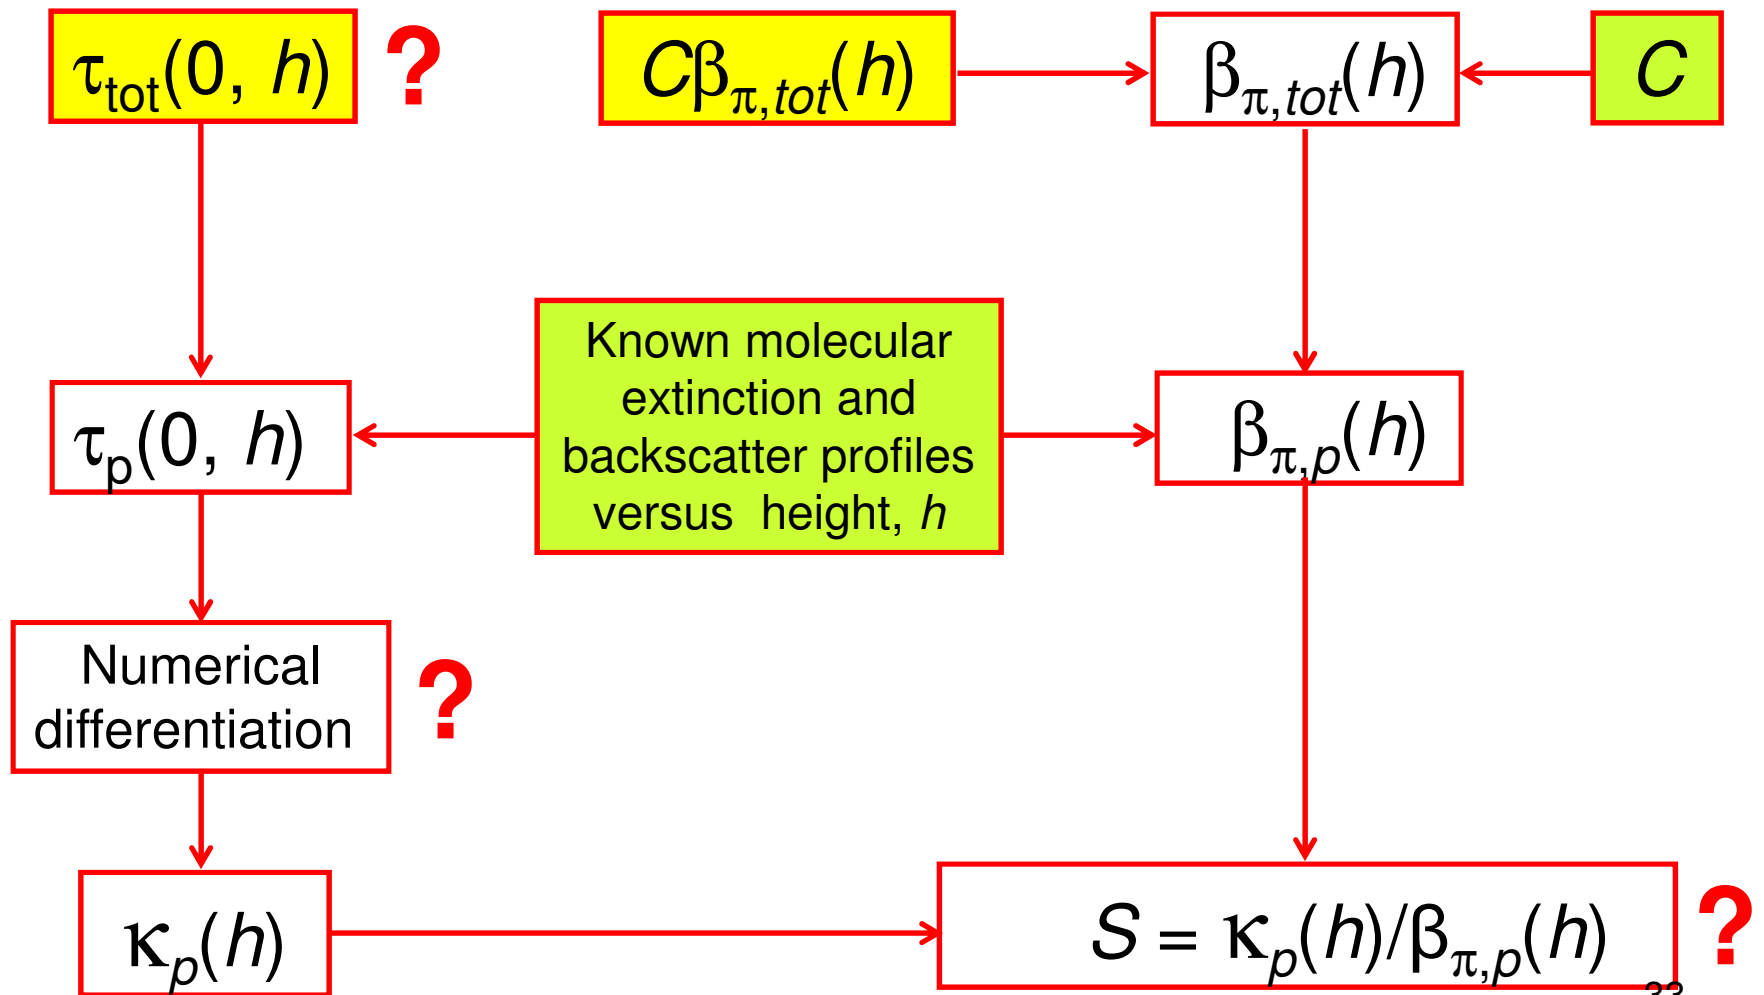 τtot(0, h) ?
Cβπ,tot(h)
βπ,tot(h)
C
Known molecular
extinction and
backscatter profiles
versus height, h
τp(0, h)
βπ,p(h)
Numerical
differentiation
?
κp(h)
S = κp(h)/βπ,p(h) ?
33